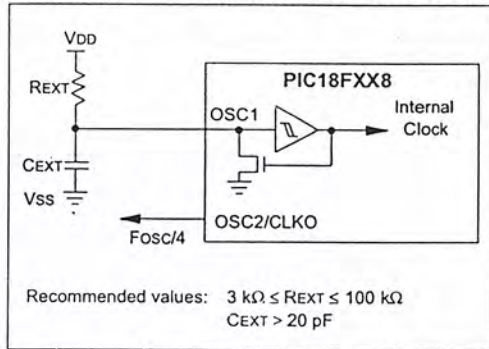 VDD
REXT
PIC18FXX8
OSC1
Internal
Clock
CEXT
VSS
OSC2/CLKO
FOSC/4
Recommended values: 3 kΩ ≤ REXT ≤ 100 kΩ
CEXT > 20 pF